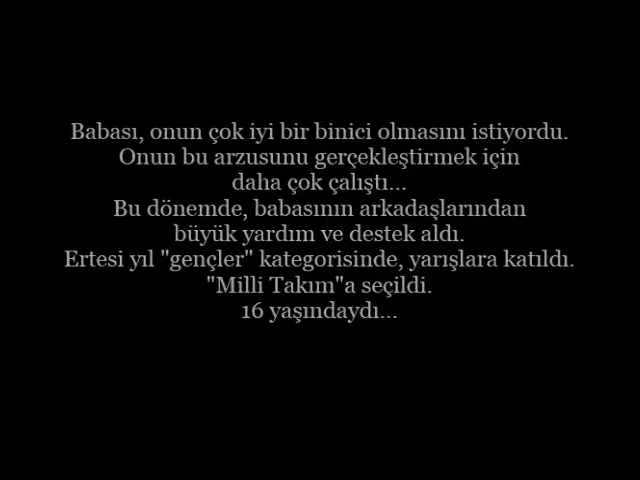 Babası, onun çok iyi bir binici olmasını istiyordu.
Onun bu arzusunu gerçekleştirmek için
daha çok çalıştı...
Bu dönemde, babasının arkadaşlarından
büyük yardım ve destek aldı.
Ertesi yıl "gençler" kategorisinde, yarışlara katıldı.
"Milli Takım"a seçildi.
16 yaşındaydı...